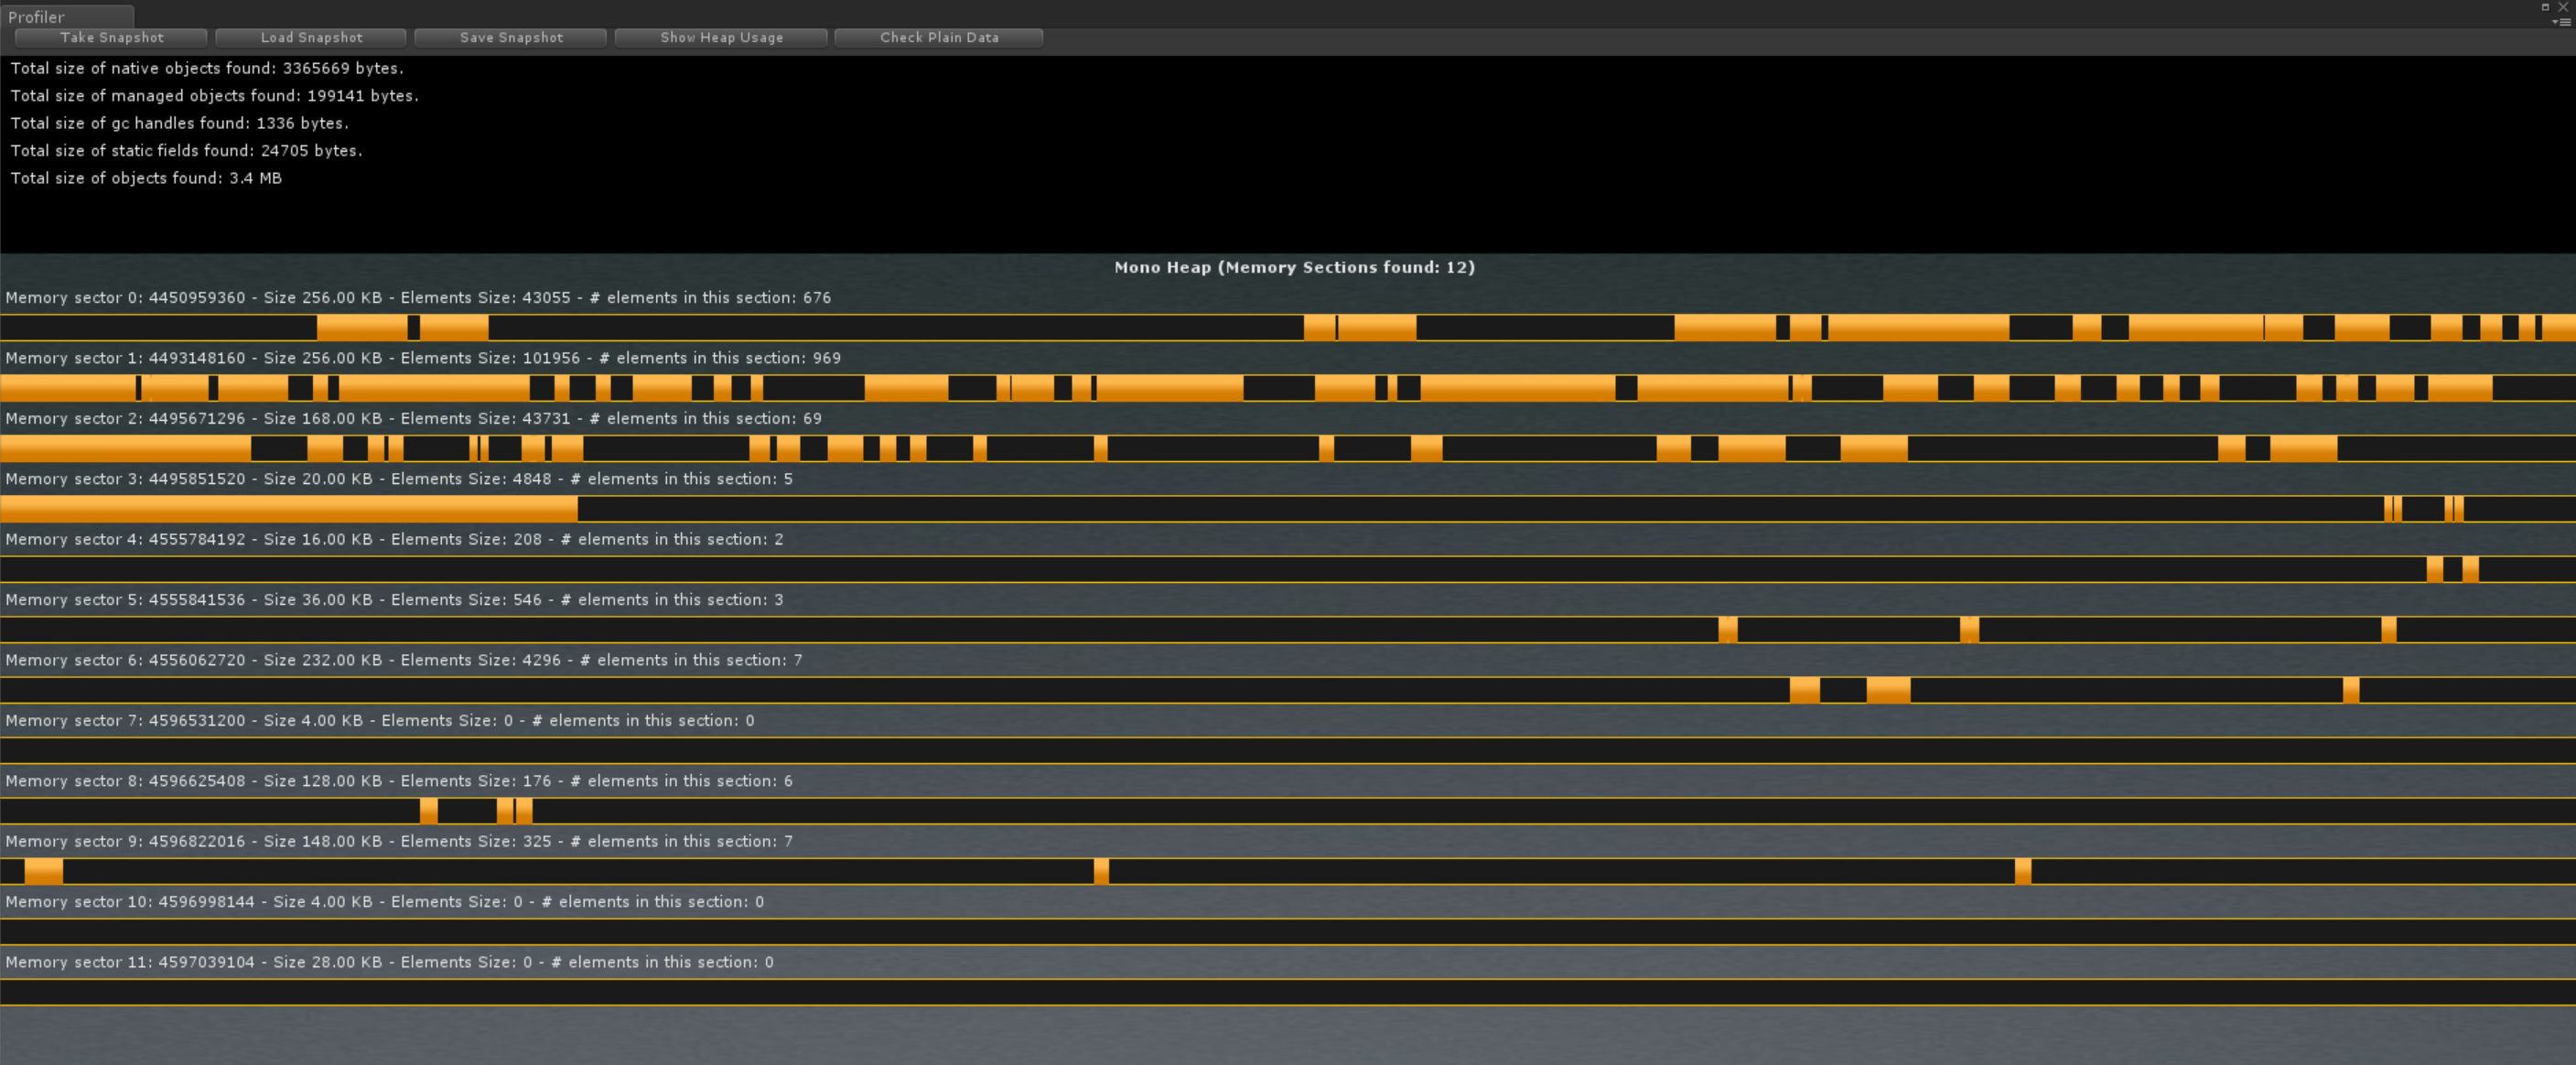 Profiler
Take Snapshot Load Snapshot Save Snapshot Show Heap Usage Check Plain Data
Total size of native objects found: 3365669 bytes.
Total size of managed objects found: 199141 bytes.
Total size of gc handles found: 1336 bytes.
Total size of static fields found: 24705 bytes.
Total size of objects found: 3.4 MB
Mono Heap (Memory Sections found: 12)
Memory sector 0: 4450959360 - Size 256.00 KB - Elements Size: 43055 - # elements in this section: 676
Memory sector 1: 4493148160 - Size 256.00 KB - Elements Size: 101956 - # elements in this section: 969
Memory sector 2: 4495671296 - Size 168.00 KB - Elements Size: 43731 - # elements in this section: 69
Memory sector 3: 4495851520 - Size 20.00 KB - Elements Size: 4848 - # elements in this section: 5
Memory sector 4: 4555784192 - Size 16.00 KB - Elements Size: 208 - # elements in this section: 2
Memory sector 5: 4555841536 - Size 36.00 KB - Elements Size: 546 - # elements in this section: 3
Memory sector 6: 4556062720 - Size 232.00 KB - Elements Size: 4296 - # elements in this section: 7
Memory sector 7: 4596531200 - Size 4.00 KB - Elements Size: 0 - # elements in this section: 0
Memory sector 8: 4596625408 - Size 128.00 KB - Elements Size: 176 - # elements in this section: 6
Memory sector 9: 4596822016 - Size 148.00 KB - Elements Size: 325 - # elements in this section: 7
Memory sector 10: 4596998144 - Size 4.00 KB - Elements Size: 0 - # elements in this section: 0
Memory sector 11: 4597039104 - Size 28.00 KB - Elements Size: 0 - # elements in this section: 0